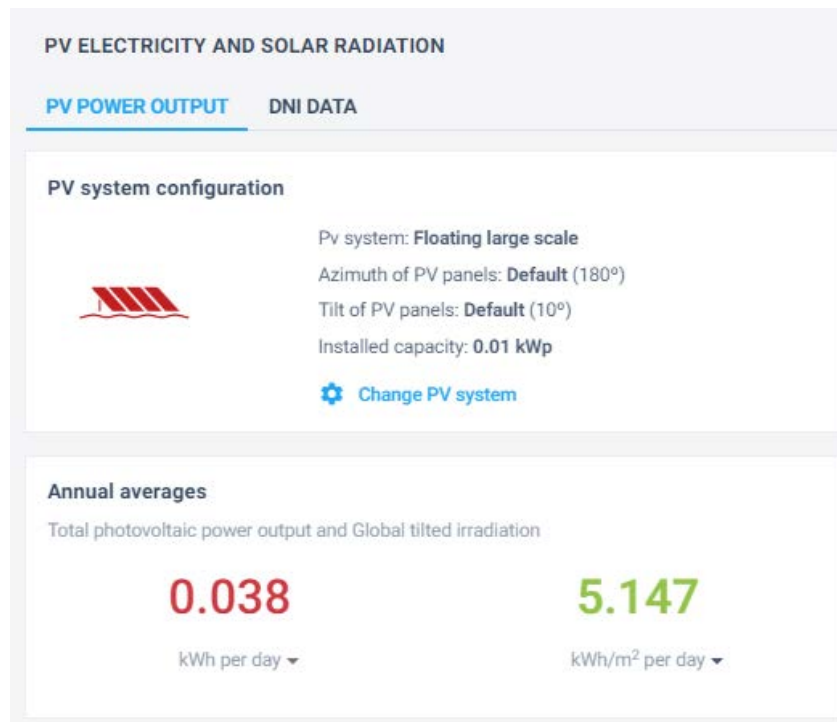 PV ELECTRICITY AND SOLAR RADIATION
PV POWER OUTPUT DNI DATA
PV system configuration
Pv system: Floating large scale
Azimuth of PV panels: Default (180º)
Tilt of PV panels: Default (10º)
Installed capacity: 0.01 kWp
Change PV system
Annual averages
Total photovoltaic power output and Global tilted irradiation
0.038 5.147
kWh per day kWh/m² per day